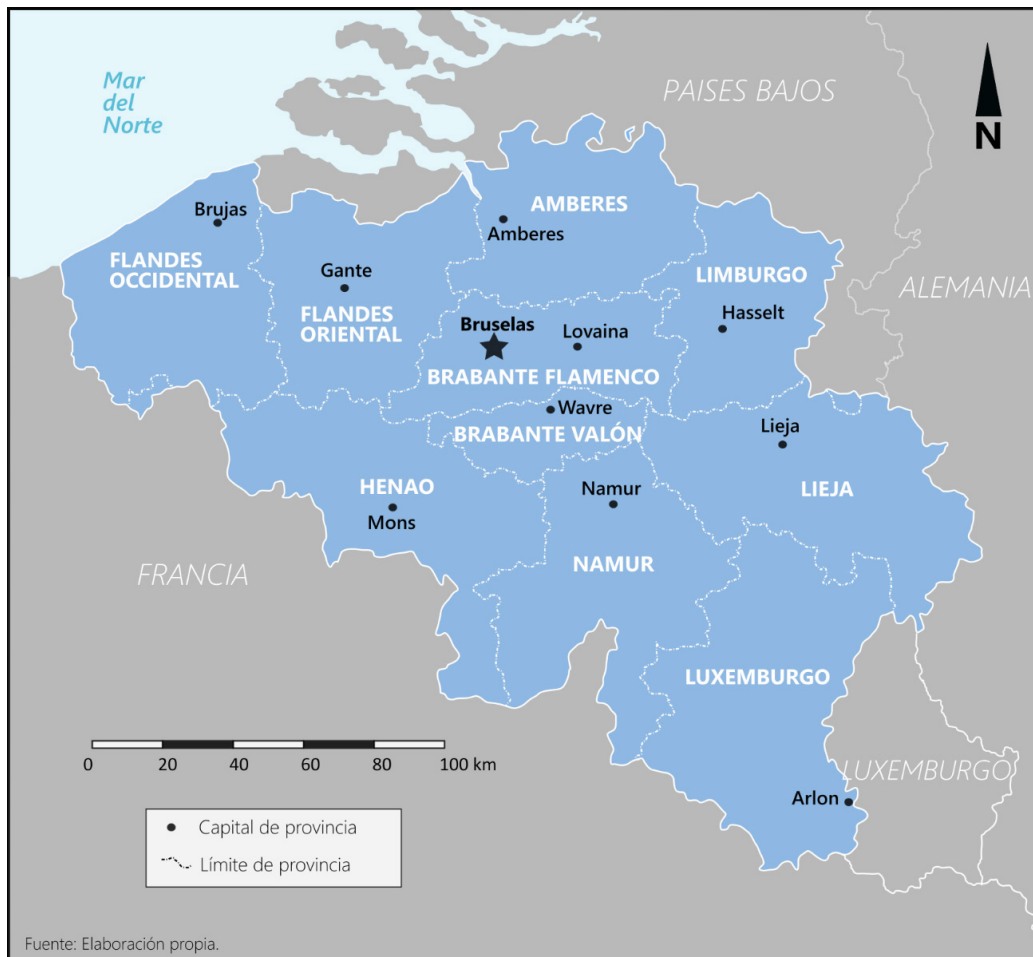 Mar
del
Norte
PAISES BAJOS
N
Brujas
AMBERES
Amberes
FLANDES
OCCIDENTAL
Gante
FLANDES
ORIENTAL
LIMBURGO
Hasselt
ALEMANIA
Bruselas
Lovaina
BRABANTE FLAMENCO
Wavre
BRABANTE VALÓN
Lieja
LIEJA
HENAO
Mons
Namur
NAMUR
FRANCIA
LUXEMBURGO
LUXEMBURGO
Arlon
0 20 40 60 80 100 km
Capital de provincia
Límite de provincia
Fuente: Elaboración propia.